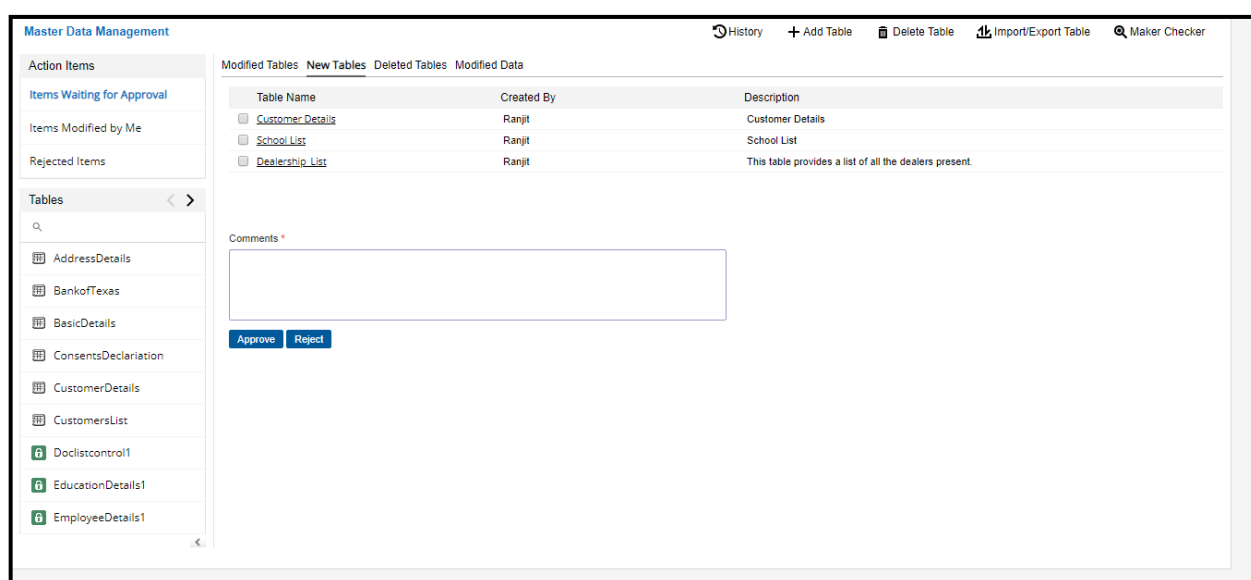 Master Data Management
History Add Table Delete Table Import/Export Table Maker Checker
Action Items
Items Waiting for Approval
Items Modified by Me
Rejected Items
Tables
AddressDetails
BankofTexas
BasicDetails
ConsentsDeclariation
CustomerDetails
CustomersList
Doclistcontrol1
EducationDetails1
EmployeeDetails1
Modified Tables New Tables Deleted Tables Modified Data
Table Name Created By Description
Customer Details Ranjit Customer Details
School List Ranjit School List
Dealership List Ranjit This table provides a list of all the dealers present.
Comments *
Approve Reject